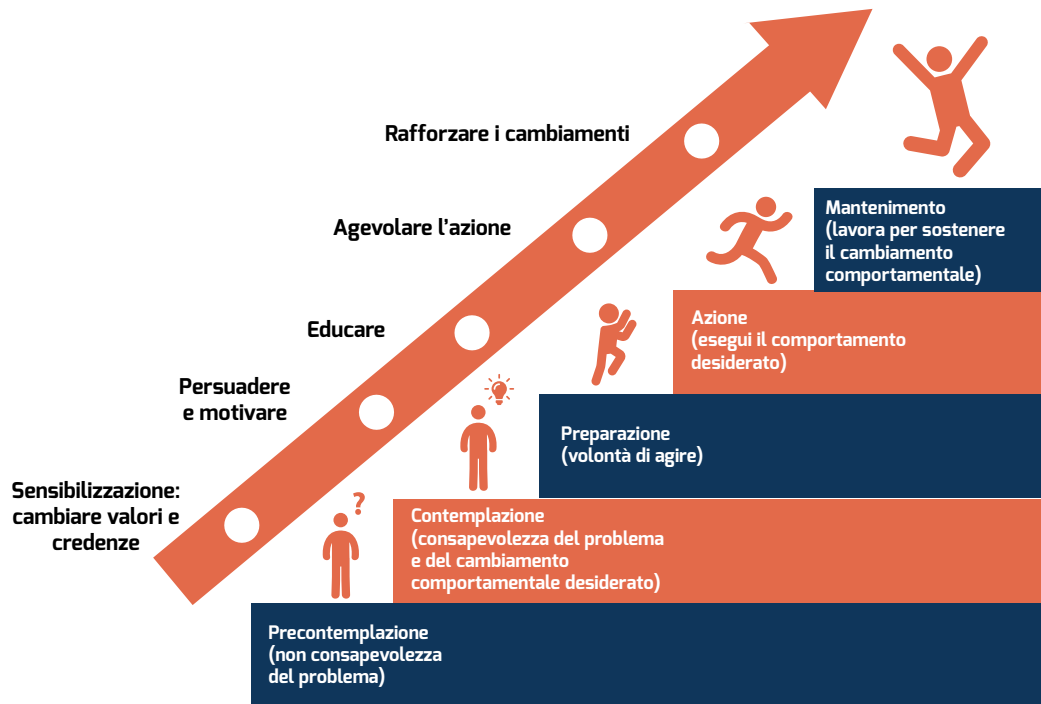 Rafforzare i cambiamenti
Agevolare l'azione
Educare
Persuadere
e motivare
Sensibilizzazione:
cambiare valori e
credenze
?
Mantenimento
(lavora per sostenere
il cambiamento
comportamentale)
Azione
(esegui il comportamento
desiderato)
Preparazione
(volontà di agire)
Contemplazione
(consapevolezza del problema
e del cambiamento
comportamentale desiderato)
Precontemplazione
(non consapevolezza
del problema)